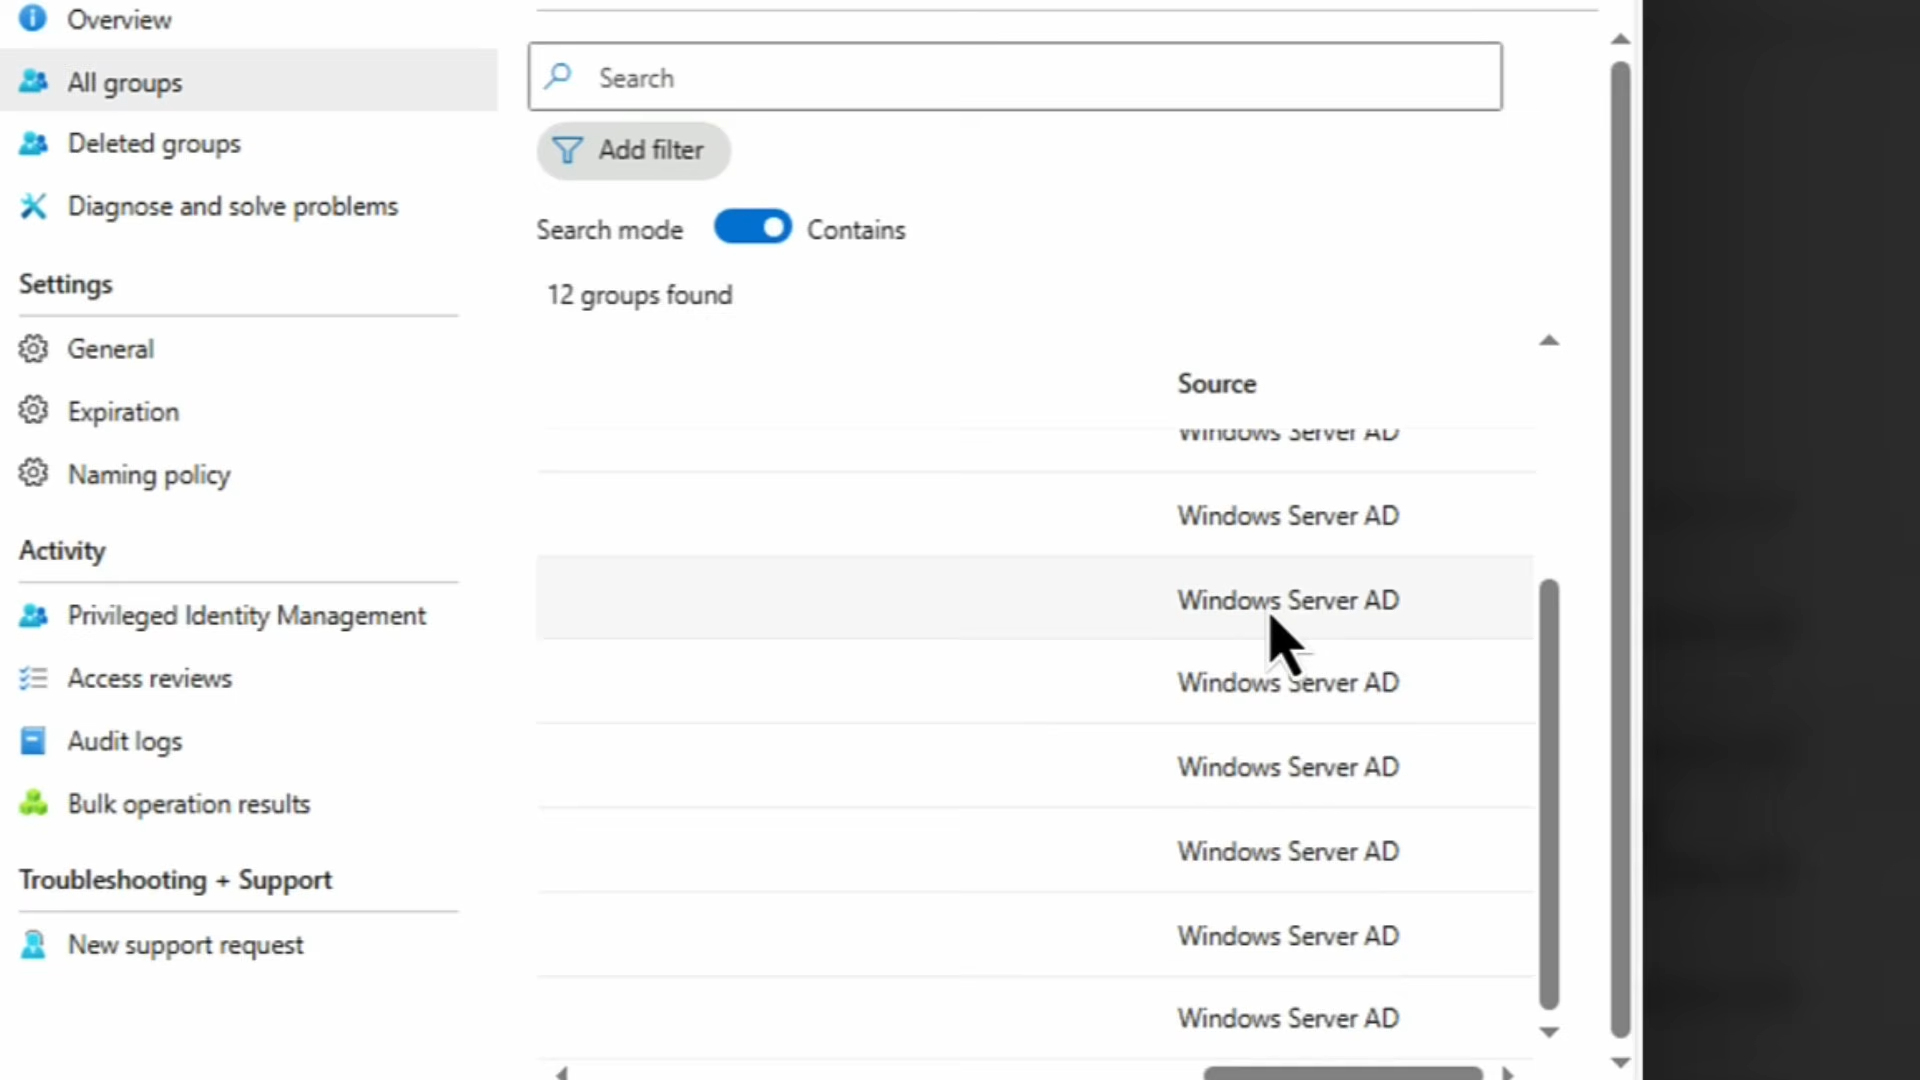 Overview
All groups
Deleted groups
Diagnose and solve problems
Settings
General
Expiration
Naming policy
Activity
Privileged Identity Management
Access reviews
Audit logs
Bulk operation results
Troubleshooting + Support
New support request
Search
Add filter
Search mode Contains
12 groups found
Source
Windows Server AD
Windows Server AD
Windows Server AD
Windows Server AD
Windows Server AD
Windows Server AD
Windows Server AD
Windows Server AD